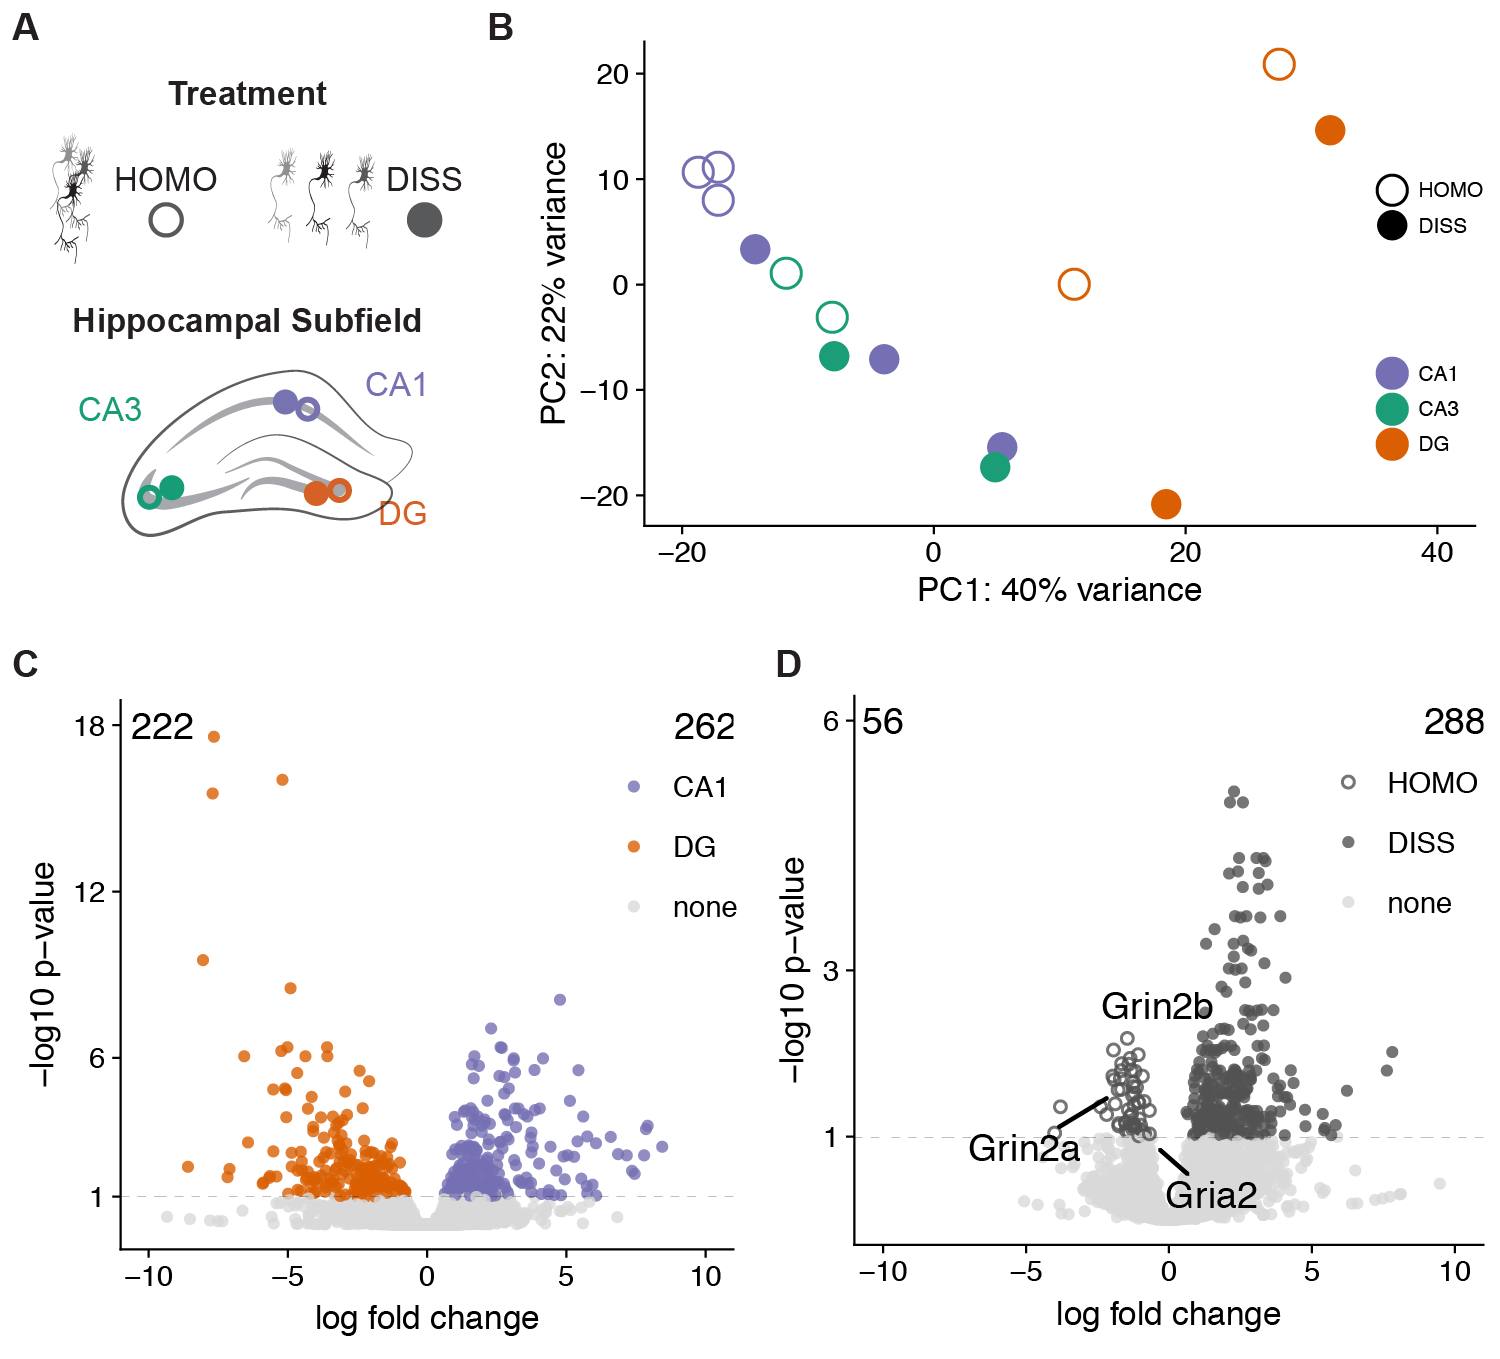 A
Treatment
HOMO
DISS
Hippocampal Subfield
CA3
CA1
DG
B
PC2: 22% variance
20
10
0
−10
−20
−20
0
20
40
PC1: 40% variance
HOMO
DISS
CA1
CA3
DG
C
−log10 p−value
18
12
6
1
222
262
CA1
DG
none
−10
−5
0
5
10
log fold change
D
−log10 p−value
6
3
1
56
288
HOMO
DISS
none
Grin2b
Grin2a
Gria2
−10
−5
0
5
10
log fold change